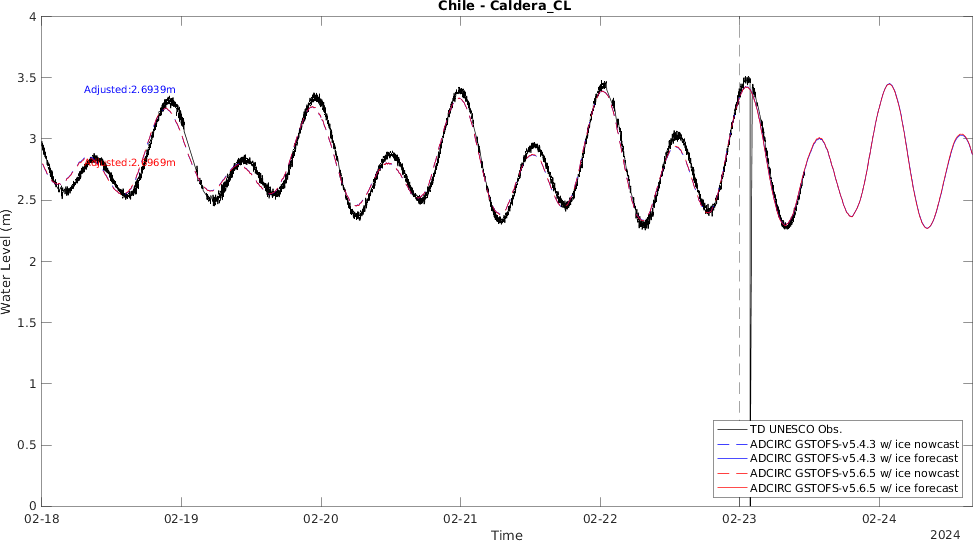 Chile - Caldera_CL
4
3.5
3
2.5
2
1.5
1
0.5
0
Water Level (m)
Adjusted:2.6939m
Adjusted:2.6969m
TD UNESCO Obs.
ADCIRC GSTOFS-v5.4.3 w/ ice nowcast
ADCIRC GSTOFS-v5.4.3 w/ ice forecast
ADCIRC GSTOFS-v5.6.5 w/ ice nowcast
ADCIRC GSTOFS-v5.6.5 w/ ice forecast
02-18 02-19 02-20 02-21 02-22 02-23 02-24
Time
2024